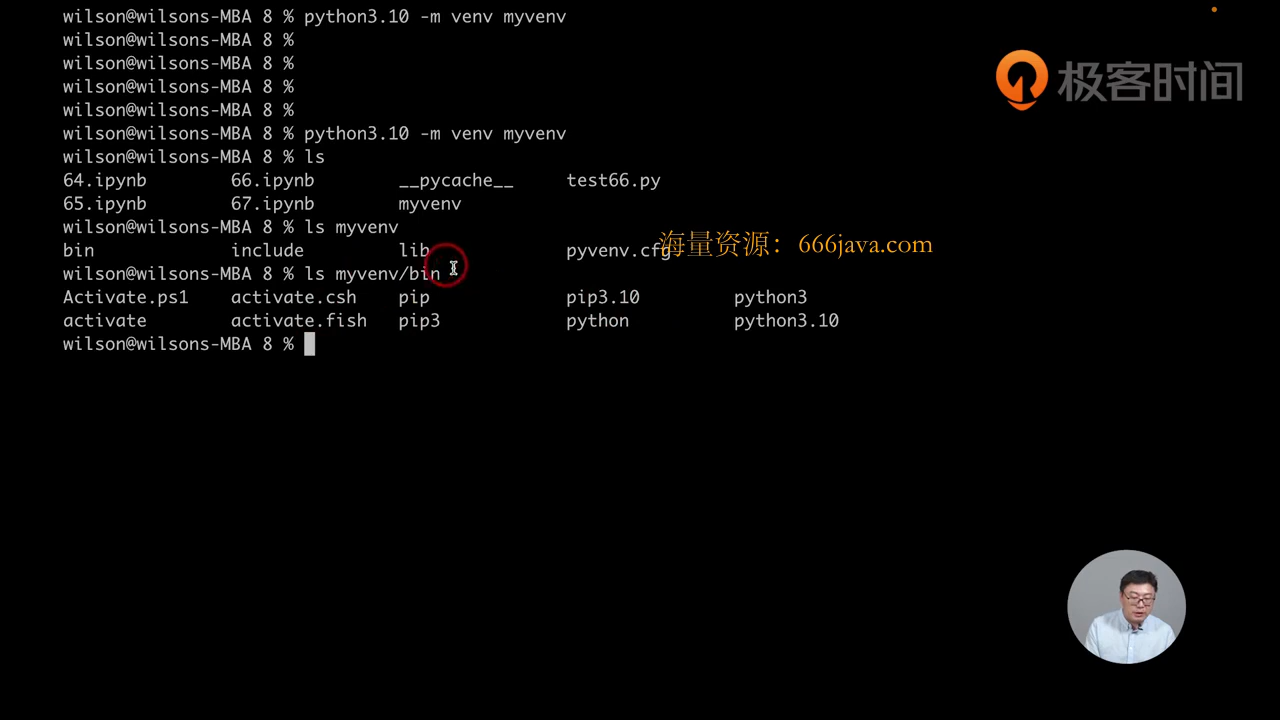 wilson@wilsons-MBA 8 % python3.10 -m venv myvenv
wilson@wilsons-MBA 8 %
wilson@wilsons-MBA 8 %
wilson@wilsons-MBA 8 %
wilson@wilsons-MBA 8 %
wilson@wilsons-MBA 8 % python3.10 -m venv myvenv
wilson@wilsons-MBA 8 % ls
64.ipynb 66.ipynb __pycache__ test66.py
65.ipynb 67.ipynb myvenv
wilson@wilsons-MBA 8 % ls myvenv
bin include lib pyvenv.cfg
wilson@wilsons-MBA 8 % ls myvenv/bin
Activate.ps1 activate.csh pip pip3.10 python3
activate activate.fish pip3 python python3.10
wilson@wilsons-MBA 8 %
极客时间
海量资源：666java.com